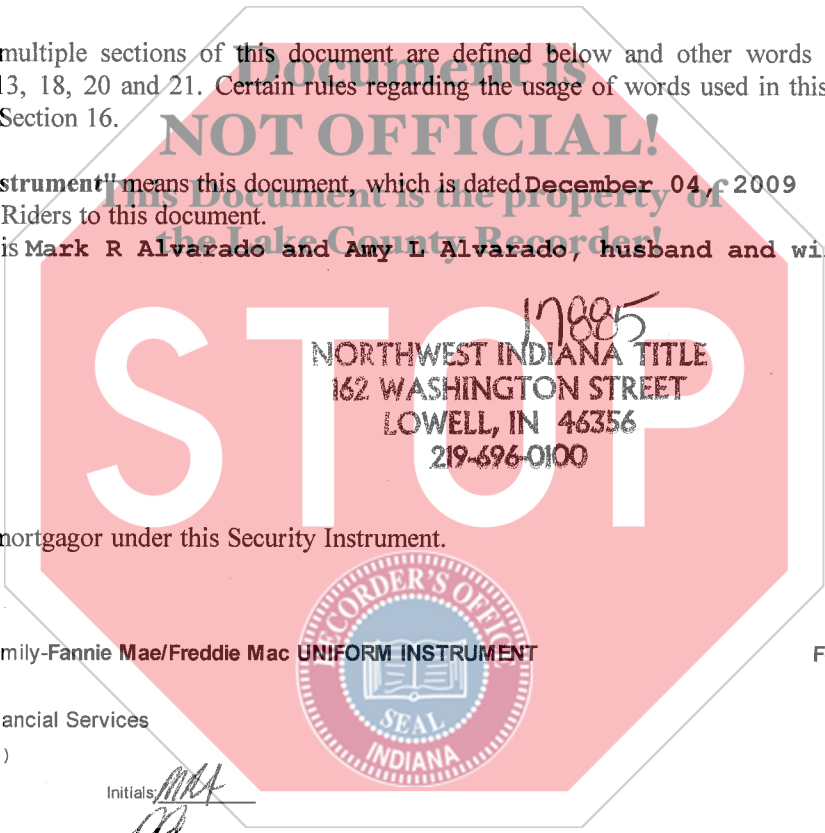 multiple sections of this document are defined below and other words
13, 18, 20 and 21. Certain rules regarding the usage of words used in this
Section 16.
Document is
NOT OFFICIAL!
This Document is the property of
the Lake County Recorder!
strument" means this document, which is dated December 04, 2009
Riders to this document.
is Mark R Alvarado and Amy L Alvarado, husband and wi
STOP
17885
NORTHWEST INDIANA TITLE
162 WASHINGTON STREET
LOWELL, IN 46356
219-696-0100
mortgagor under this Security Instrument.
RECORDER'S OFFICE
SEAL
INDIANA
mily-Fannie Mae/Freddie Mac UNIFORM INSTRUMENT
F
ancial Services
)
Initials: MRA